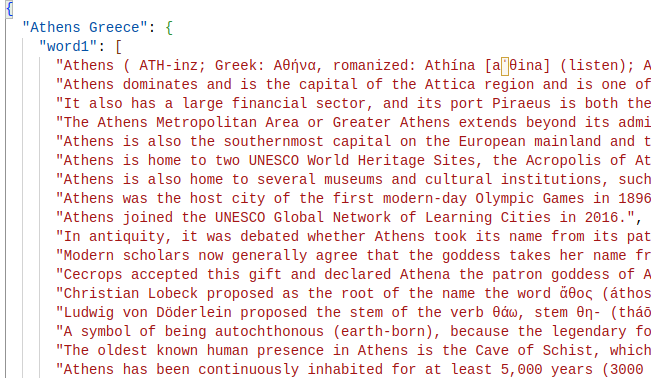 {
"Athens Greece": {
"word1": [
"Athens ( ATH-inz; Greek: Αθήνα, romanized: Athína [aˈθina] (listen); A
"Athens dominates and is the capital of the Attica region and is one of
"It also has a large financial sector, and its port Piraeus is both the
"The Athens Metropolitan Area or Greater Athens extends beyond its admi
"Athens is also the southernmost capital on the European mainland and t
"Athens is home to two UNESCO World Heritage Sites, the Acropolis of At
"Athens is also home to several museums and cultural institutions, such
"Athens was the host city of the first modern-day Olympic Games in 1896
"Athens joined the UNESCO Global Network of Learning Cities in 2016.",
"In antiquity, it was debated whether Athens took its name from its pat
"Modern scholars now generally agree that the goddess takes her name fr
"Cecrops accepted this gift and declared Athena the patron goddess of A
"Christian Lobeck proposed as the root of the name the word ἄθος (áthos
"Ludwig von Döderlein proposed the stem of the verb θάω, stem θη- (tháō
"A symbol of being autochthonous (earth-born), because the legendary fo
"The oldest known human presence in Athens is the Cave of Schist, which
"Athens has been continuously inhabited for at least 5,000 years (3000